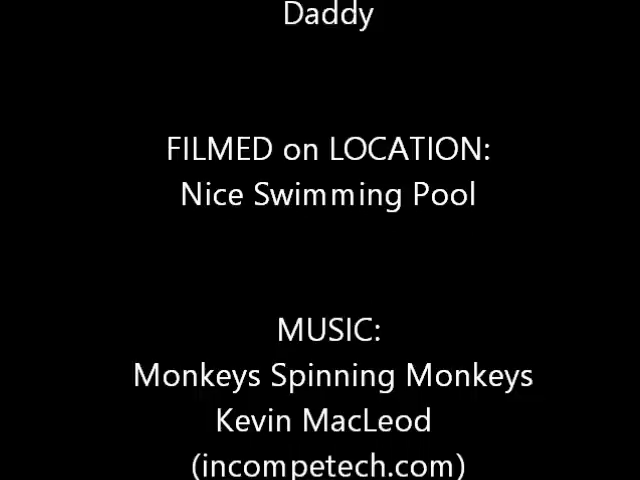 Daddy
FILMED on LOCATION:
Nice Swimming Pool
MUSIC:
Monkeys Spinning Monkeys
Kevin MacLeod
(incompetech.com)